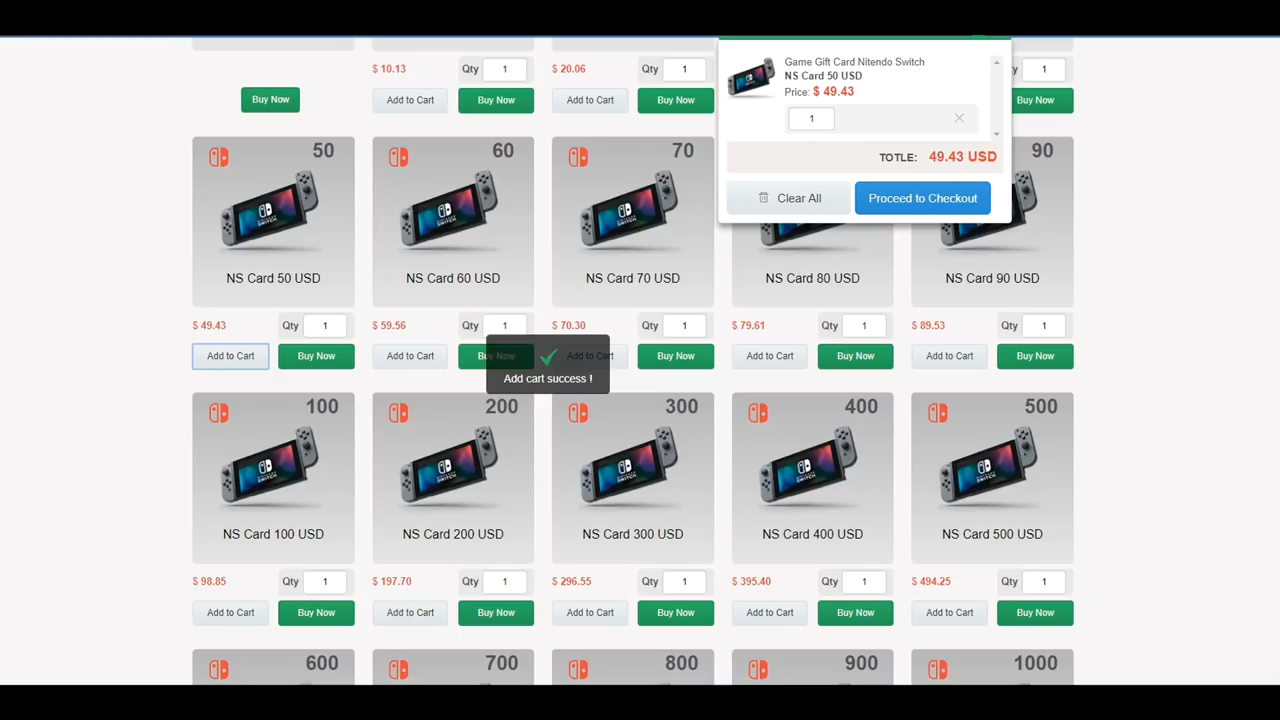 $ 10.13 Qty 1
$ 20.06 Qty 1
y 1
Buy Now
Add to Cart Buy Now
Add to Cart Buy Now
Buy Now
Game Gift Card Nitendo Switch
NS Card 50 USD
Price: $ 49.43
1
TOTLE: 49.43 USD
Clear All
Proceed to Checkout
50
60
70
90
NS Card 50 USD
NS Card 60 USD
NS Card 70 USD
NS Card 80 USD
NS Card 90 USD
$ 49.43 Qty 1
$ 59.56 Qty 1
$ 70.30 Qty 1
$ 79.61 Qty 1
$ 89.53 Qty 1
Add to Cart Buy Now
Add to Cart Buy Now
Add to Cart Buy Now
Add to Cart Buy Now
Add to Cart Buy Now
Add cart success !
100
200
300
400
500
NS Card 100 USD
NS Card 200 USD
NS Card 300 USD
NS Card 400 USD
NS Card 500 USD
$ 98.85 Qty 1
$ 197.70 Qty 1
$ 296.55 Qty 1
$ 395.40 Qty 1
$ 494.25 Qty 1
Add to Cart Buy Now
Add to Cart Buy Now
Add to Cart Buy Now
Add to Cart Buy Now
Add to Cart Buy Now
600
700
800
900
1000